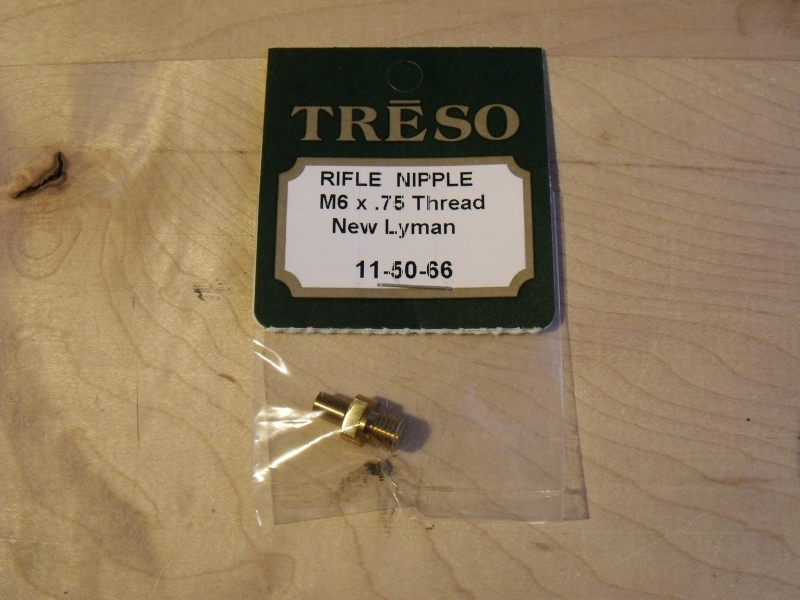 TRĒSO
RIFLE NIPPLE
M6 x .75 Thread
New Lyman
11-50-66